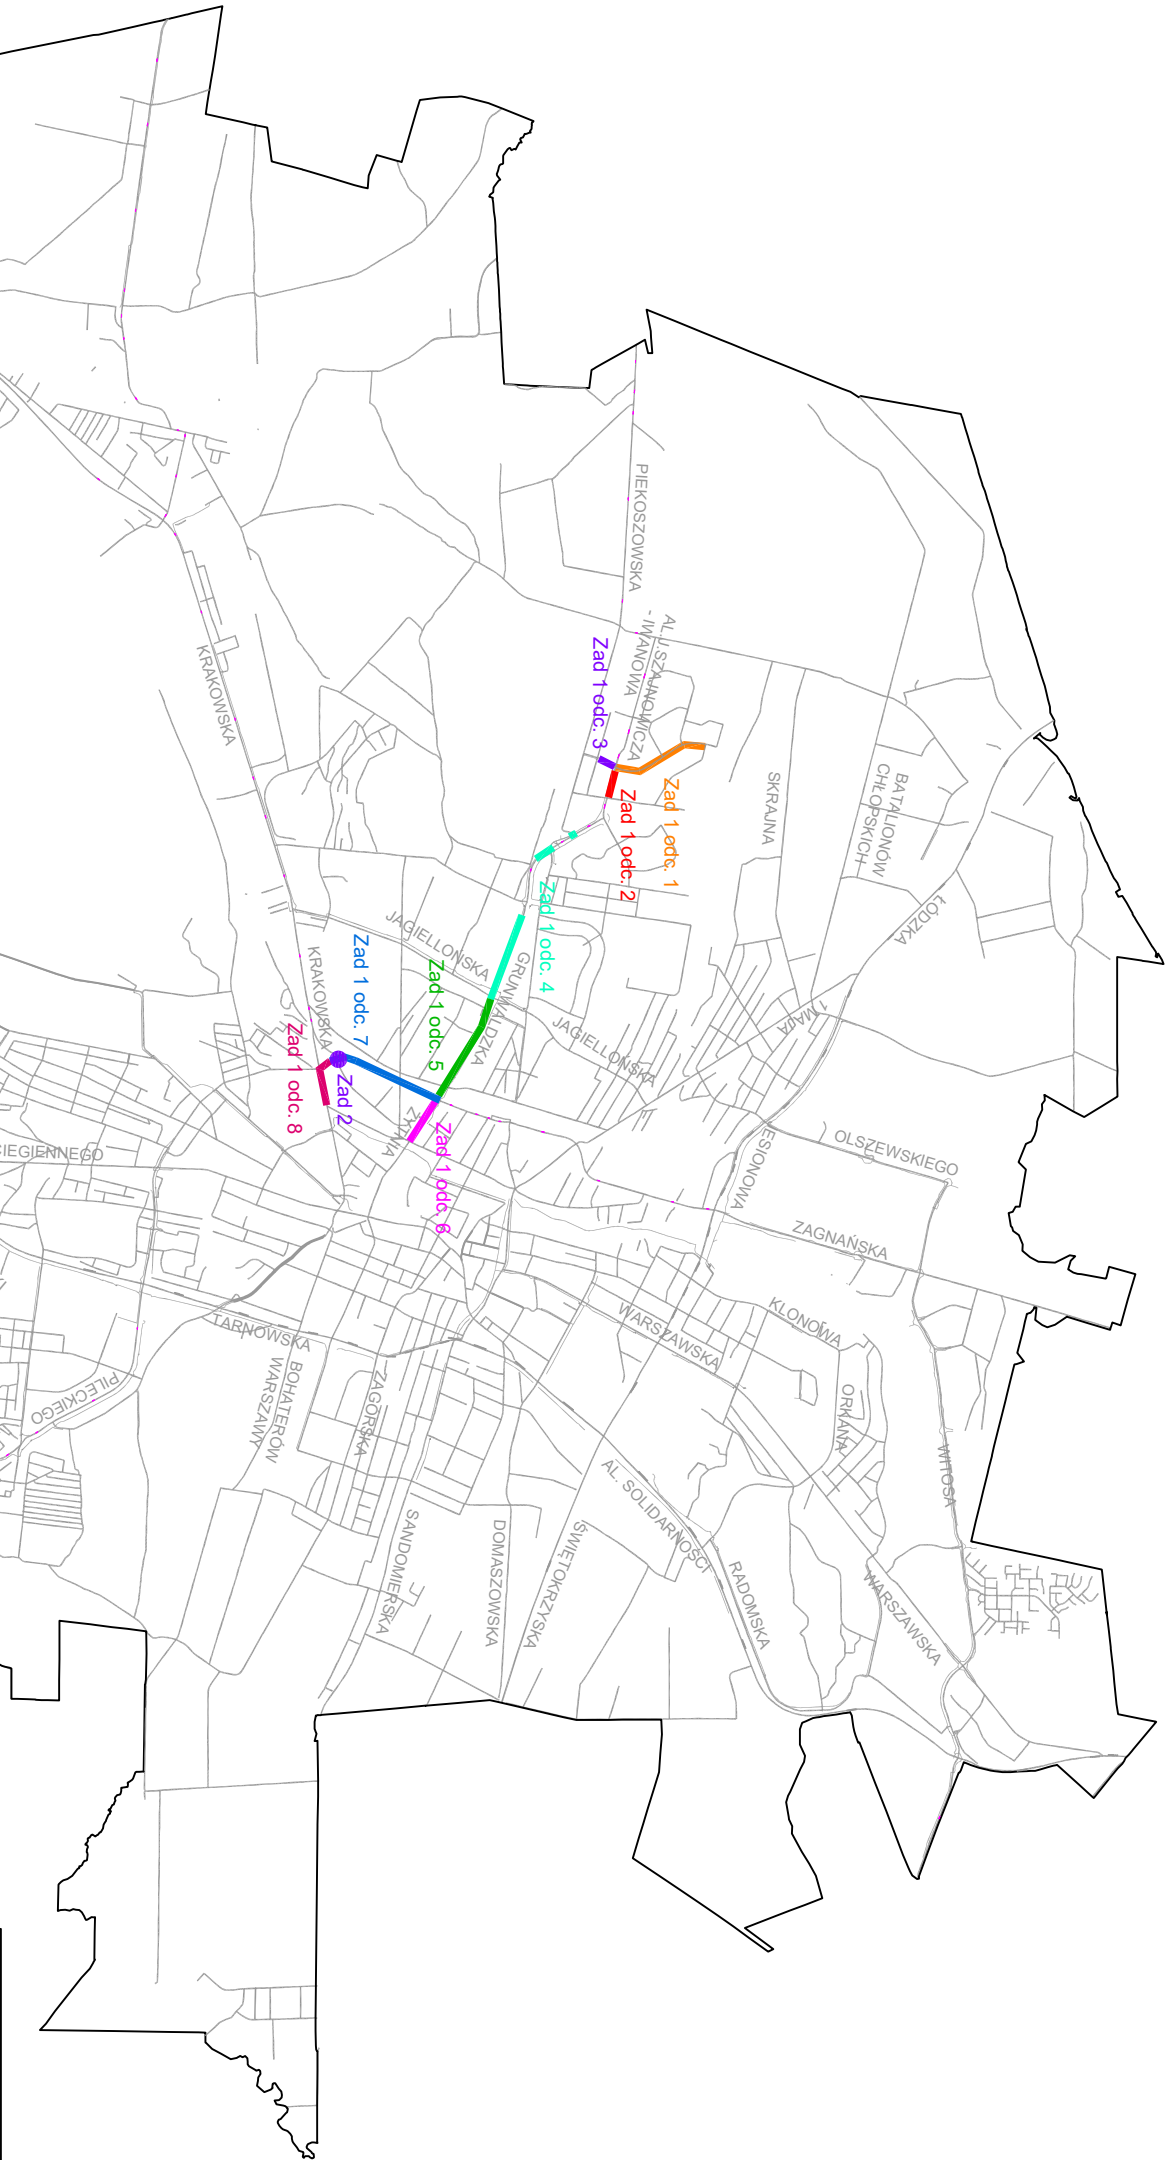 PIEKOSZOWSKA
AL.J.SZAJNOWICZA
- IWANOWA
Zad 1 odc. 3
Zad 1 odc. 1
Zad 1 odc. 2
Zad 1 odc. 4
SKRAJNA
BATALIONÓW
CHŁOPSKICH
ŁÓDZKA
KRAKOWSKA
JAGIELLOŃSKA
GRUNWALDZKA
JAGIELLOŃSKA
1 MAJA
KRAKOWSKA
Zad 1 odc. 7
Zad 1 odc. 5
Zad 1 odc. 8
Zad 2
ŻYTNIA
Zad 1 odc. 6
OLSZEWSKIEGO
ESIONOWA
ZAGNAŃSKA
CIEGIENNEGO
TARNOWSKA
WARSZAWSKA
KLONOWA
PILECKIEGO
BOHATERÓW
WARSZAWY
ZAGÓRSKA
ORKANA
WITOSA
AL. SOLIDARNOŚCI
SANDOMIERSKA
DOMASZOWSKA
ŚWIĘTOKRZYSKA
RADOMSKA
WARSZAWSKA